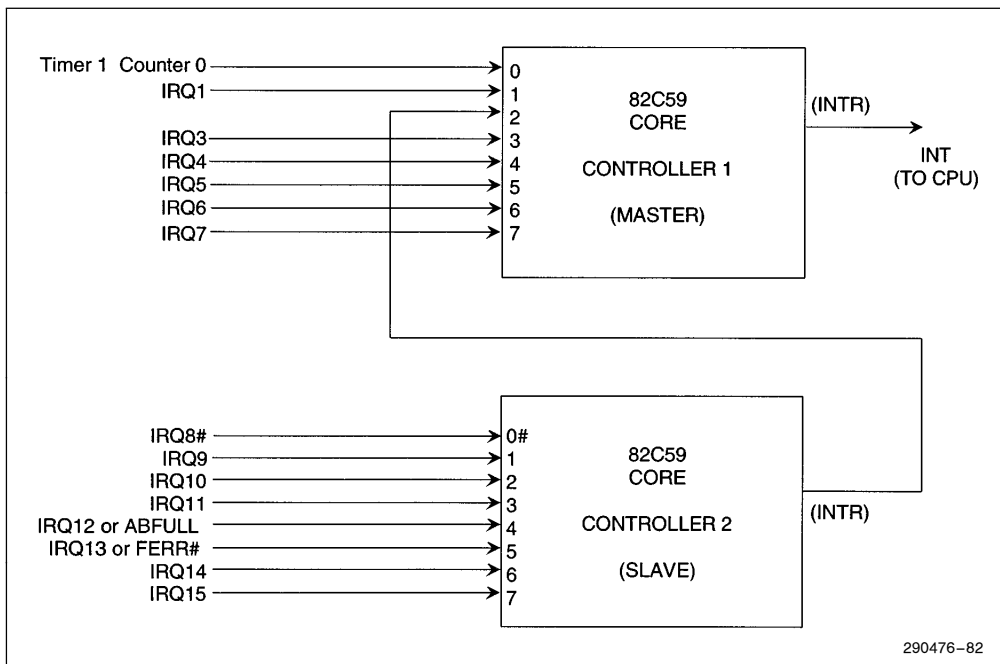 Timer 1 Counter 0
IRQ1
IRQ3
IRQ4
IRQ5
IRQ6
IRQ7
0
1
2
3
4
5
6
7
82C59
CORE
CONTROLLER 1
(MASTER)
(INTR)
INT
(TO CPU)
IRQ8#
IRQ9
IRQ10
IRQ11
IRQ12 or ABFULL
IRQ13 or FERR#
IRQ14
IRQ15
0#
1
2
3
4
5
6
7
82C59
CORE
CONTROLLER 2
(SLAVE)
(INTR)
290476-82